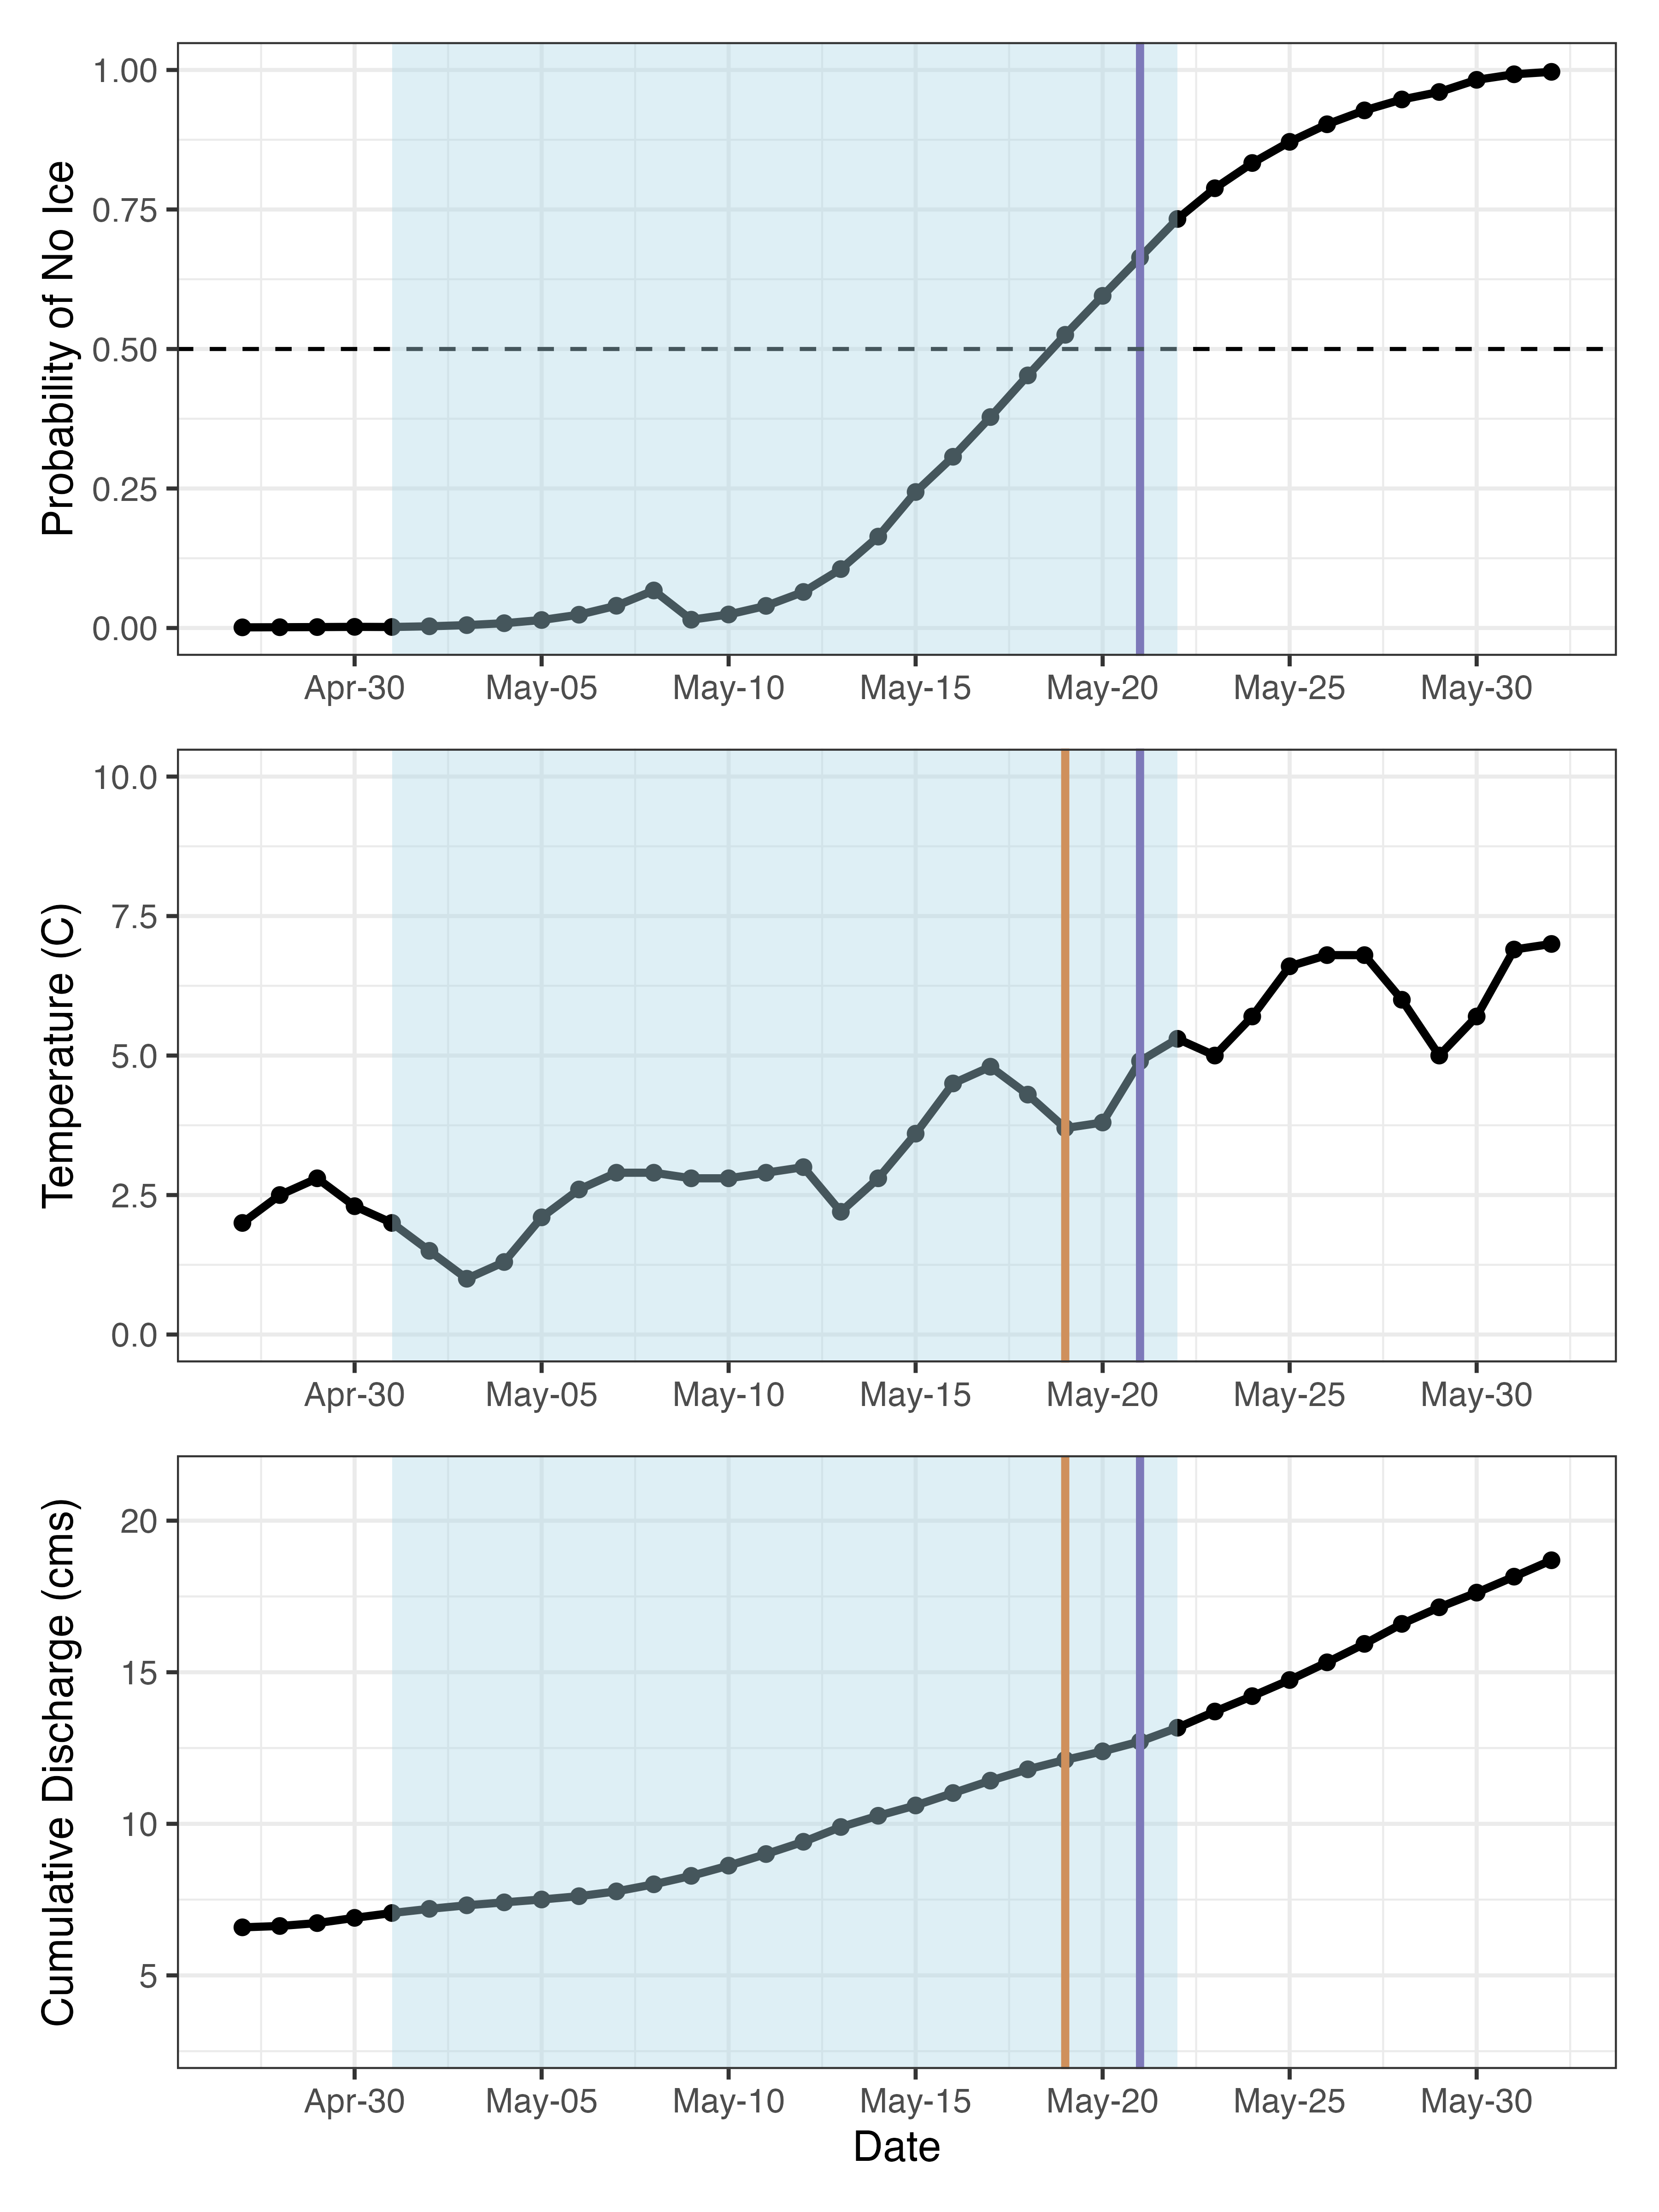 Probability of No Ice
1.00
0.75
0.50
0.25
0.00
Apr-30 May-05 May-10 May-15 May-20 May-25 May-30
Temperature (C)
10.0
7.5
5.0
2.5
0.0
Apr-30 May-05 May-10 May-15 May-20 May-25 May-30
Cumulative Discharge (cms)
20
15
10
5
Apr-30 May-05 May-10 May-15 May-20 May-25 May-30
Date